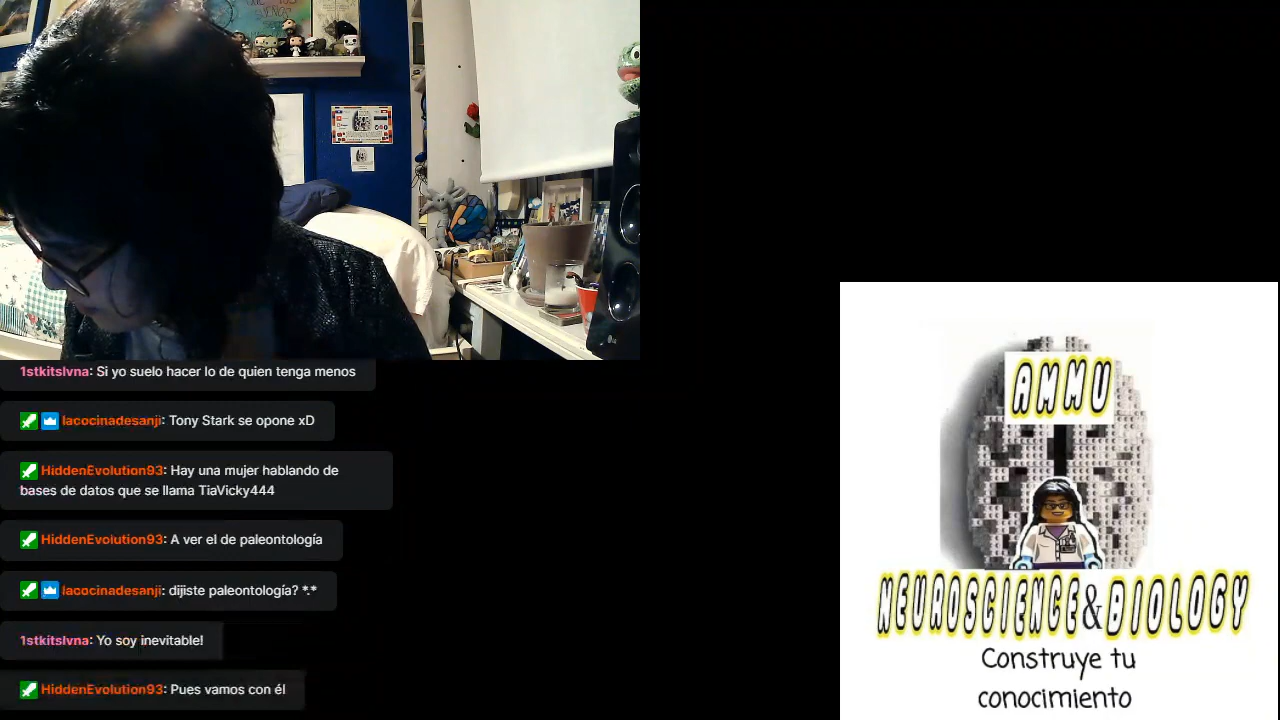 1stkitslvna: Si yo suelo hacer lo de quien tenga menos
lacocinadesanji: Tony Stark se opone xD
HiddenEvolution93: Hay una mujer hablando de
bases de datos que se llama TiaVicky444
HiddenEvolution93: A ver el de paleontología
lacocinadesanji: dijiste paleontología? *.*
1stkitslvna: Yo soy inevitable!
HiddenEvolution93: Pues vamos con él
AMMU
NEUROSCIENCE&BIOLOGY
Construye tu
conocimiento